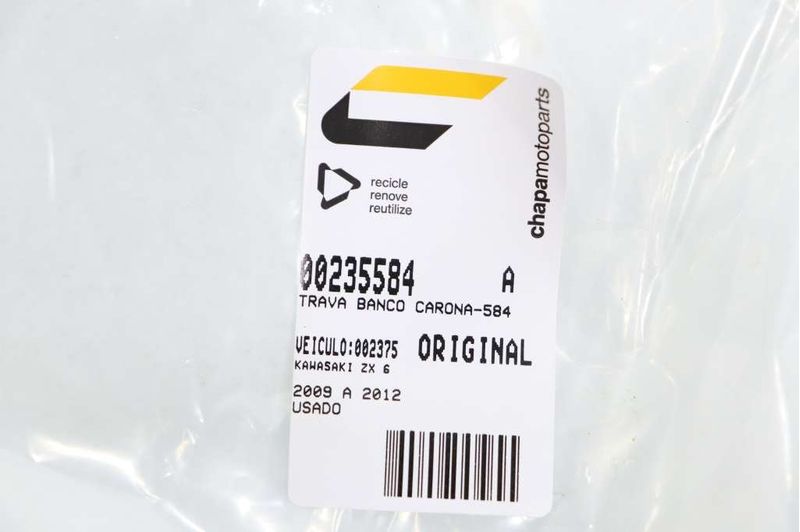 chapamotoparts
recicle
renove
reutilize
00235584 A
TRAVA BANCO CARONA-584
VEICULO:002375 ORIGINAL
KAWASAKI ZX 6
2009 A 2012
USADO